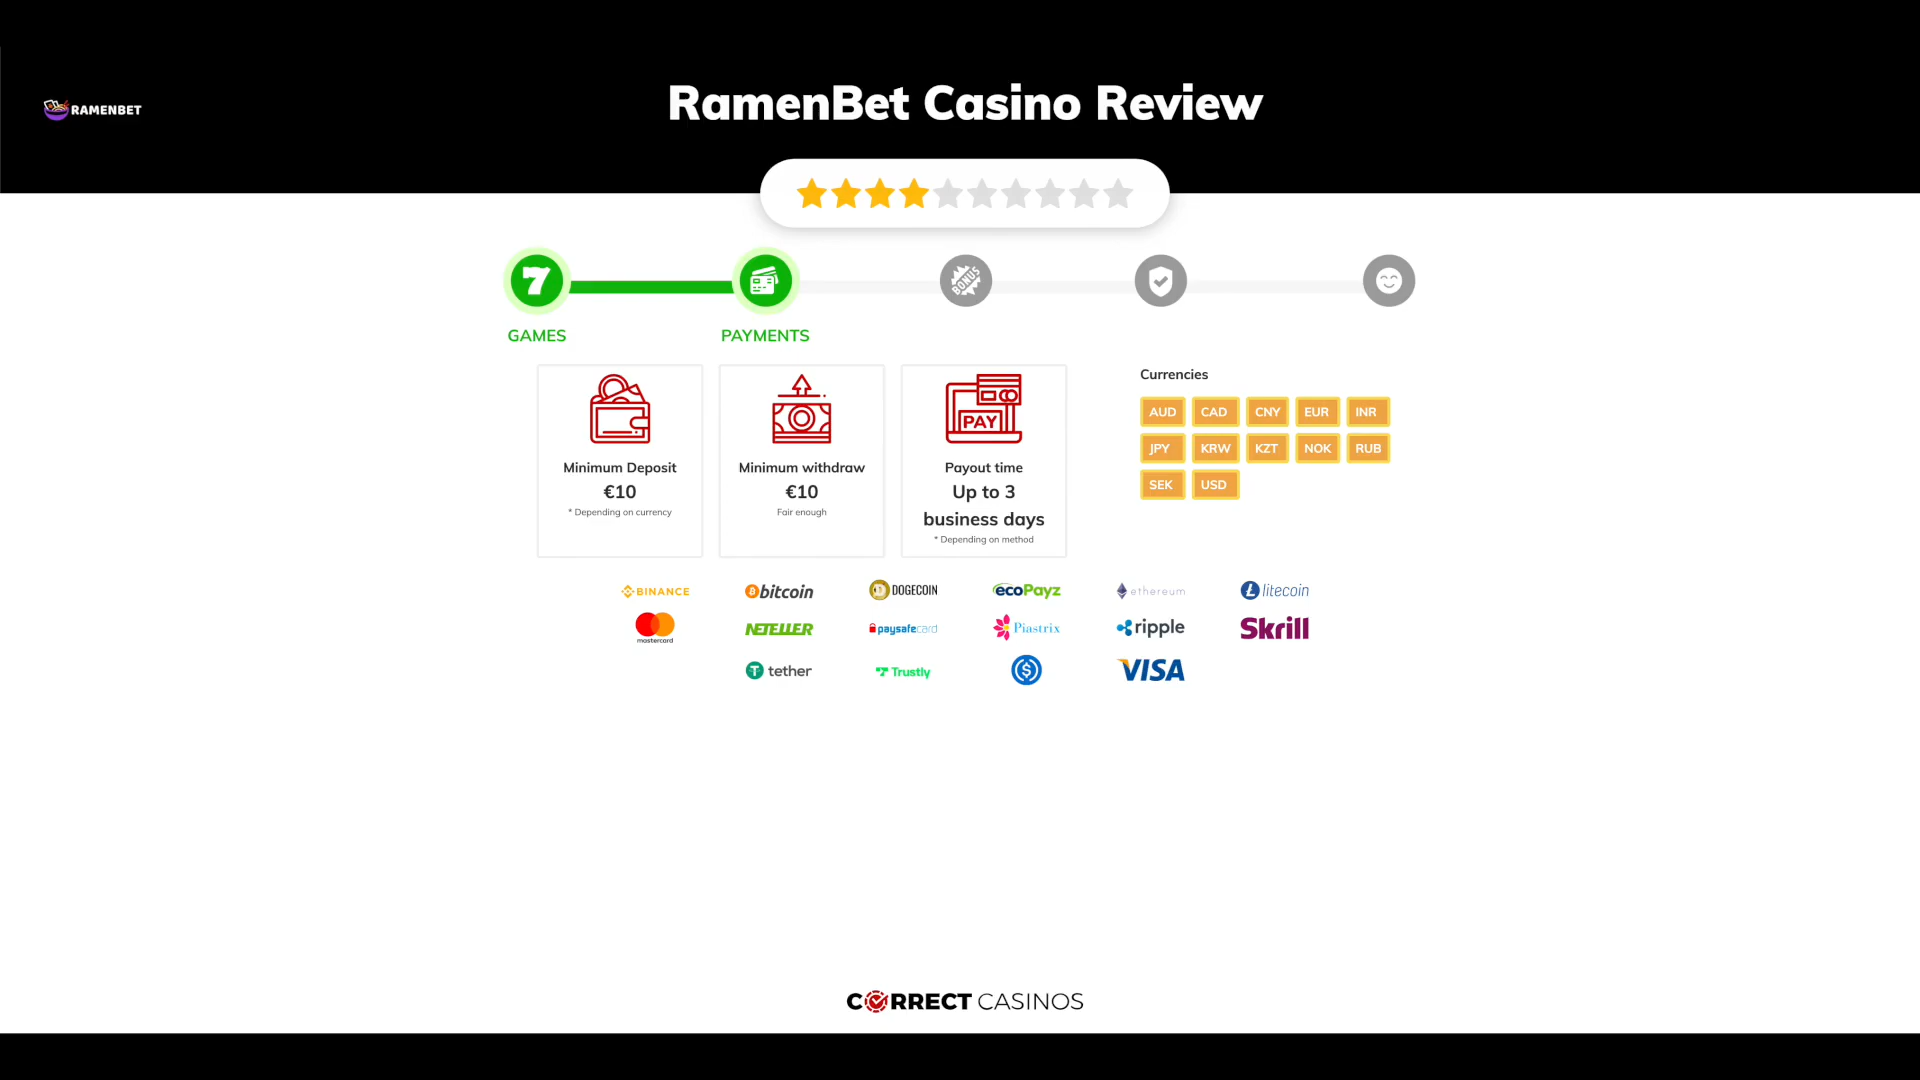 RAMENBET
RamenBet Casino Review
7
BONUS
GAMES
PAYMENTS
Minimum Deposit
€10
* Depending on currency
Minimum withdraw
€10
Fair enough
PAY
Payout time
Up to 3
business days
* Depending on method
Currencies
AUD CAD CNY EUR INR
JPY KRW KZT NOK RUB
SEK USD
BINANCE bitcoin DOGECOIN ecoPayz ethereum litecoin
mastercard NETELLER paysafecard Piastrix ripple Skrill
tether Trustly VISA
CORRECT CASINOS